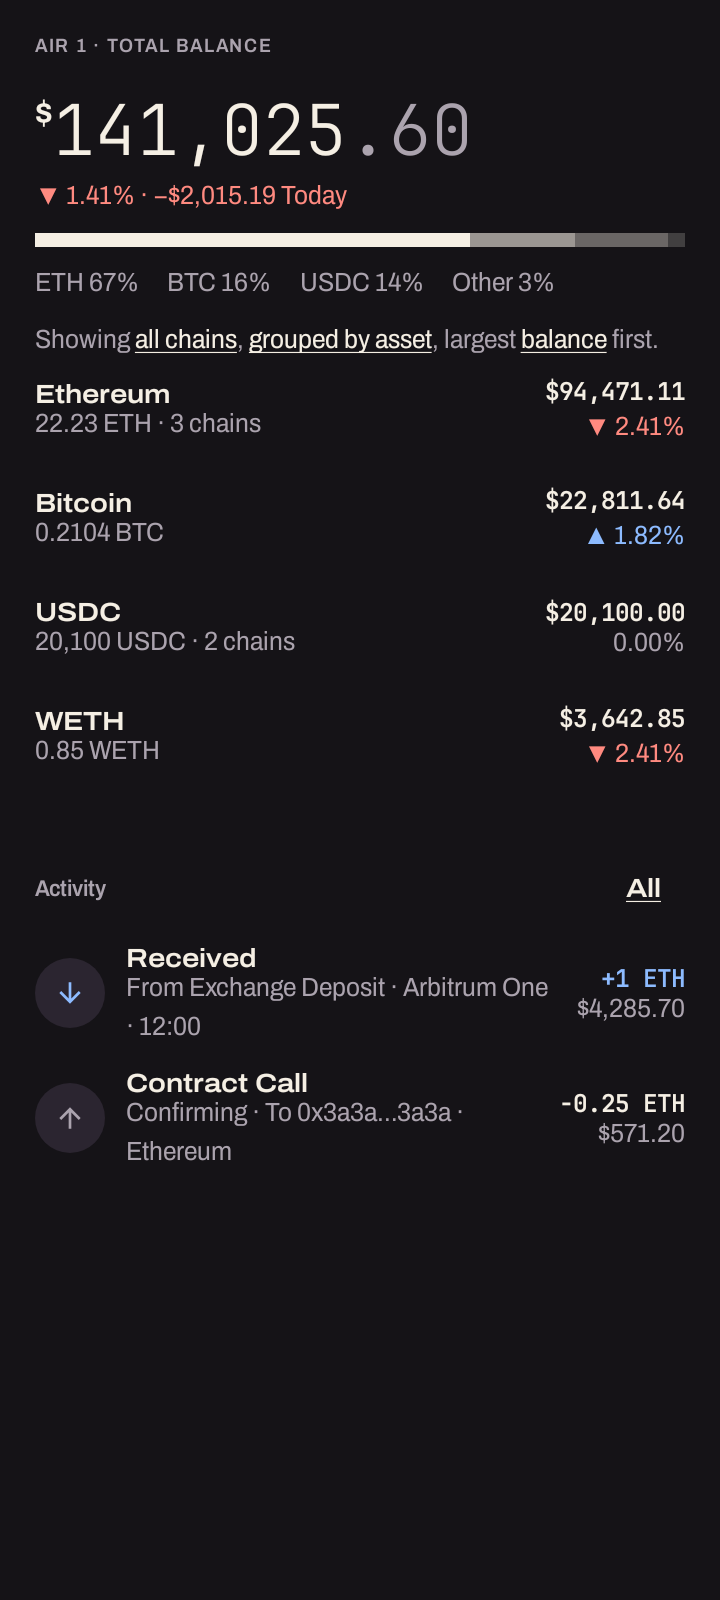 AIR 1 · TOTAL BALANCE
$141,025.60
▼ 1.41% · −$2,015.19 Today
ETH 67% BTC 16% USDC 14% Other 3%
Showing all chains, grouped by asset, largest balance first.
Ethereum $94,471.11
22.23 ETH · 3 chains ▼ 2.41%
Bitcoin $22,811.64
0.2104 BTC ▲ 1.82%
USDC $20,100.00
20,100 USDC · 2 chains 0.00%
WETH $3,642.85
0.85 WETH ▼ 2.41%
Activity All
Received
From Exchange Deposit · Arbitrum One
· 12:00
+1 ETH
$4,285.70
Contract Call
Confirming · To 0x3a3a...3a3a ·
Ethereum
-0.25 ETH
$571.20